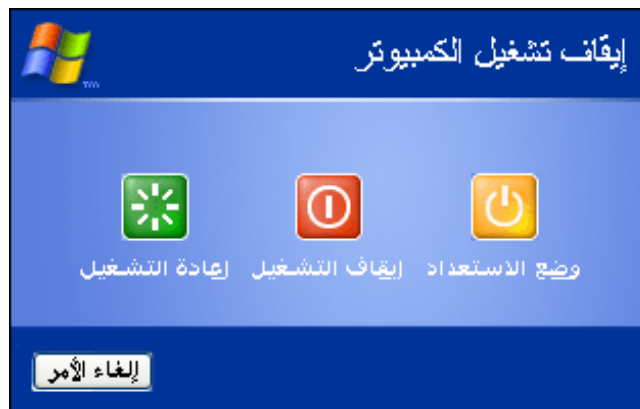 إيقاف تشغيل الكمبيوتر
وضع الاستعداد إيقاف التشغيل إعادة التشغيل
إلغاء الأمر